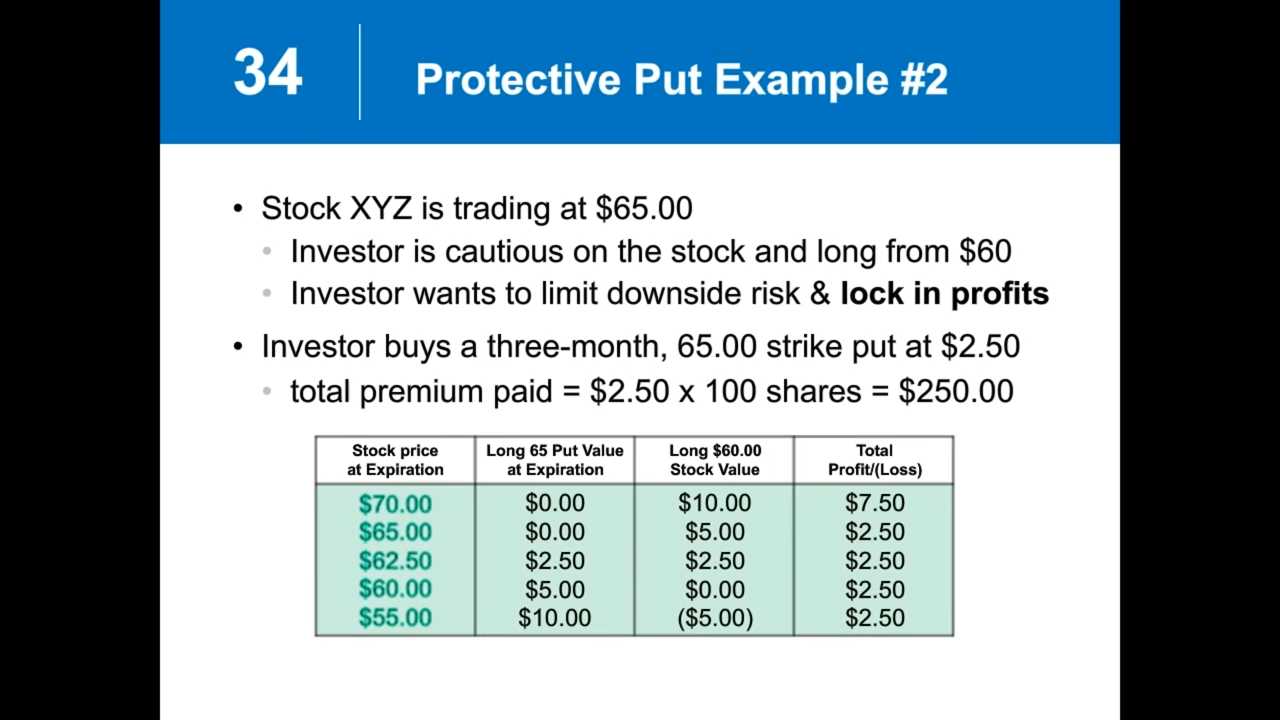 34
Protective Put Example #2
• Stock XYZ is trading at $65.00
• Investor is cautious on the stock and long from $60
• Investor wants to limit downside risk & lock in profits
• Investor buys a three-month, 65.00 strike put at $2.50
• total premium paid = $2.50 x 100 shares = $250.00
Stock price at Expiration | Long 65 Put Value at Expiration | Long $60.00 Stock Value | Total Profit/(Loss)
$70.00 $0.00 $10.00 $7.50
$65.00 $0.00 $5.00 $2.50
$62.50 $2.50 $2.50 $2.50
$60.00 $5.00 $0.00 $2.50
$55.00 $10.00 ($5.00) $2.50